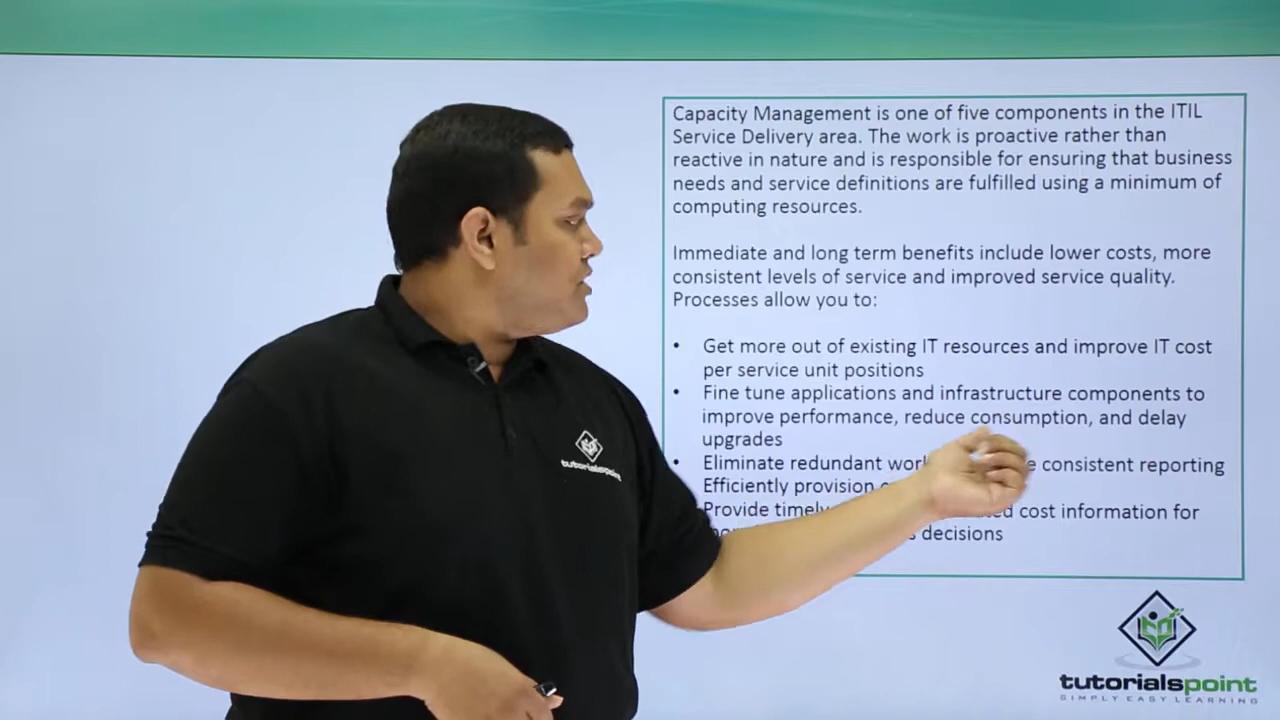 Capacity Management is one of five components in the ITIL
Service Delivery area. The work is proactive rather than
reactive in nature and is responsible for ensuring that business
needs and service definitions are fulfilled using a minimum of
computing resources.
Immediate and long term benefits include lower costs, more
consistent levels of service and improved service quality.
Processes allow you to:
• Get more out of existing IT resources and improve IT cost
per service unit positions
• Fine tune applications and infrastructure components to
improve performance, reduce consumption, and delay
upgrades
• Eliminate redundant consistent reporting
Efficiently provision
Provide timely cost information for
decisions
tutorialspoint
tutorialspoint
SIMPLY EASY LEARNING